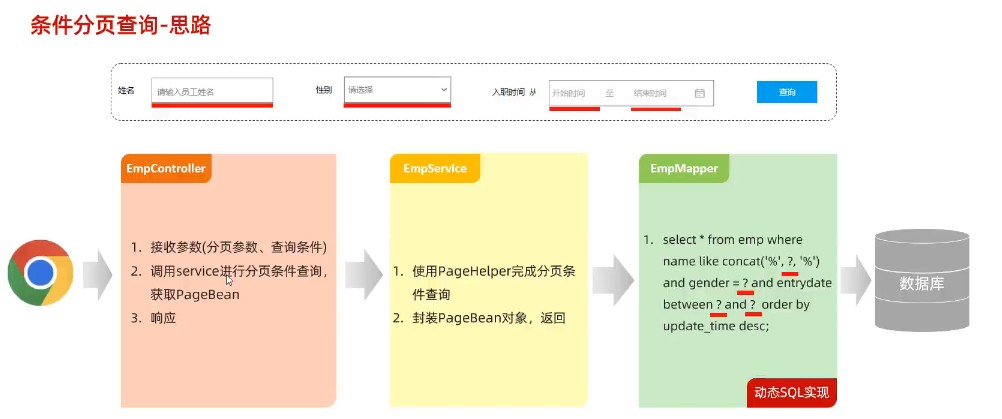 条件分页查询-思路
姓名 请输入员工姓名 性别 请选择 入职时间 从 开始时间 至 结束时间 查询
EmpController
1. 接收参数(分页参数、查询条件)
2. 调用service进行分页条件查询，
获取PageBean
3. 响应
EmpService
1. 使用PageHelper完成分页条
件查询
2. 封装PageBean对象，返回
EmpMapper
1. select * from emp where
name like concat('%', ?, '%')
and gender = ? and entrydate
between ? and ? order by
update_time desc;
动态SQL实现
数据库